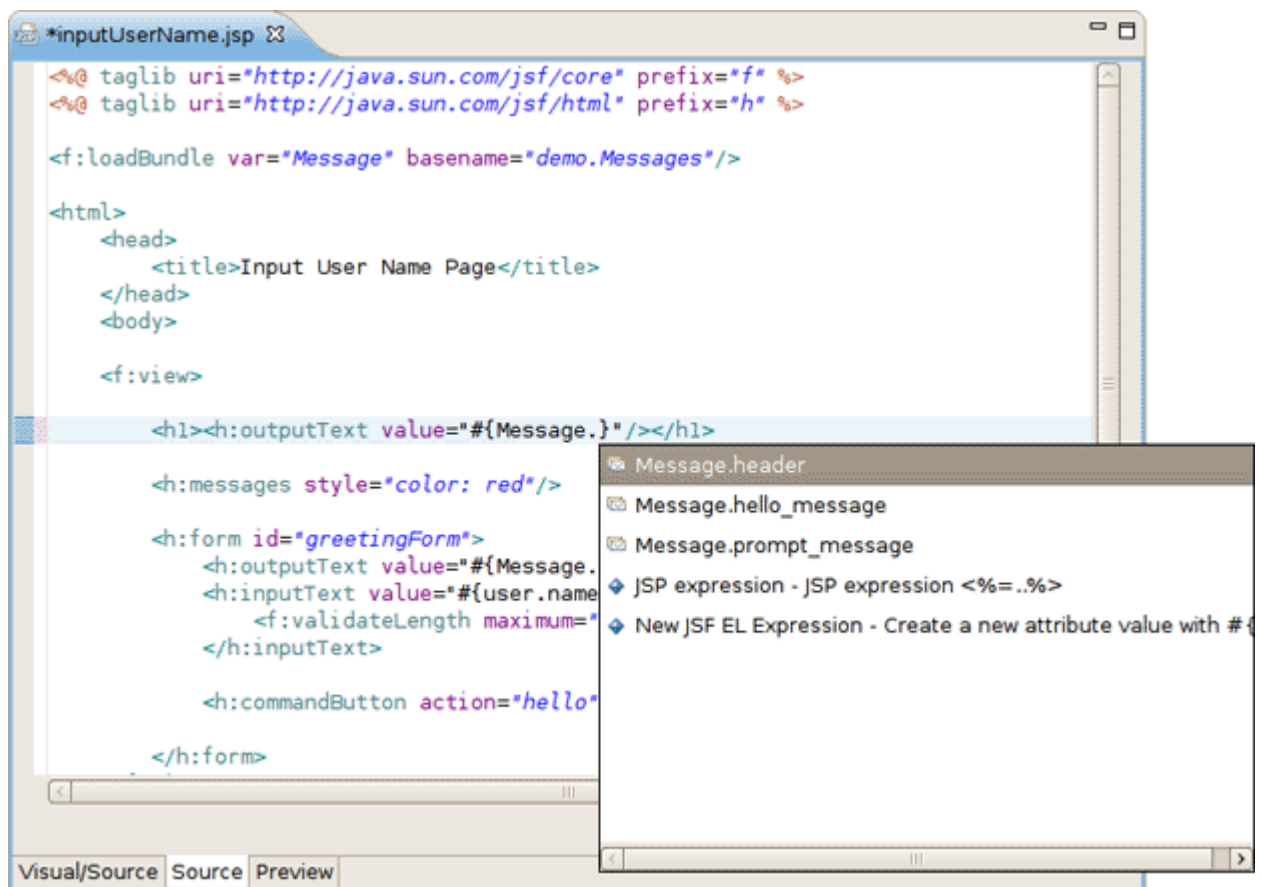 *inputUserName.jsp
<%@ taglib uri="http://java.sun.com/jsf/core" prefix="f" %>
<%@ taglib uri="http://java.sun.com/jsf/html" prefix="h" %>
<f:loadBundle var="Message" basename="demo.Messages"/>
<html>
<head>
<title>Input User Name Page</title>
</head>
<body>
<f:view>
<h1><h:outputText value="#{Message.}"/></h1>
<h:messages style="color: red"/>
<h:form id="greetingForm">
<h:outputText value="#{Message.
<h:inputText value="#{user.name
<f:validateLength maximum="
</h:inputText>
<h:commandButton action="hello"
</h:form>
Message.header
Message.hello_message
Message.prompt_message
JSP expression - JSP expression <%=..%>
New JSF EL Expression - Create a new attribute value with #{
Visual/Source Source Preview